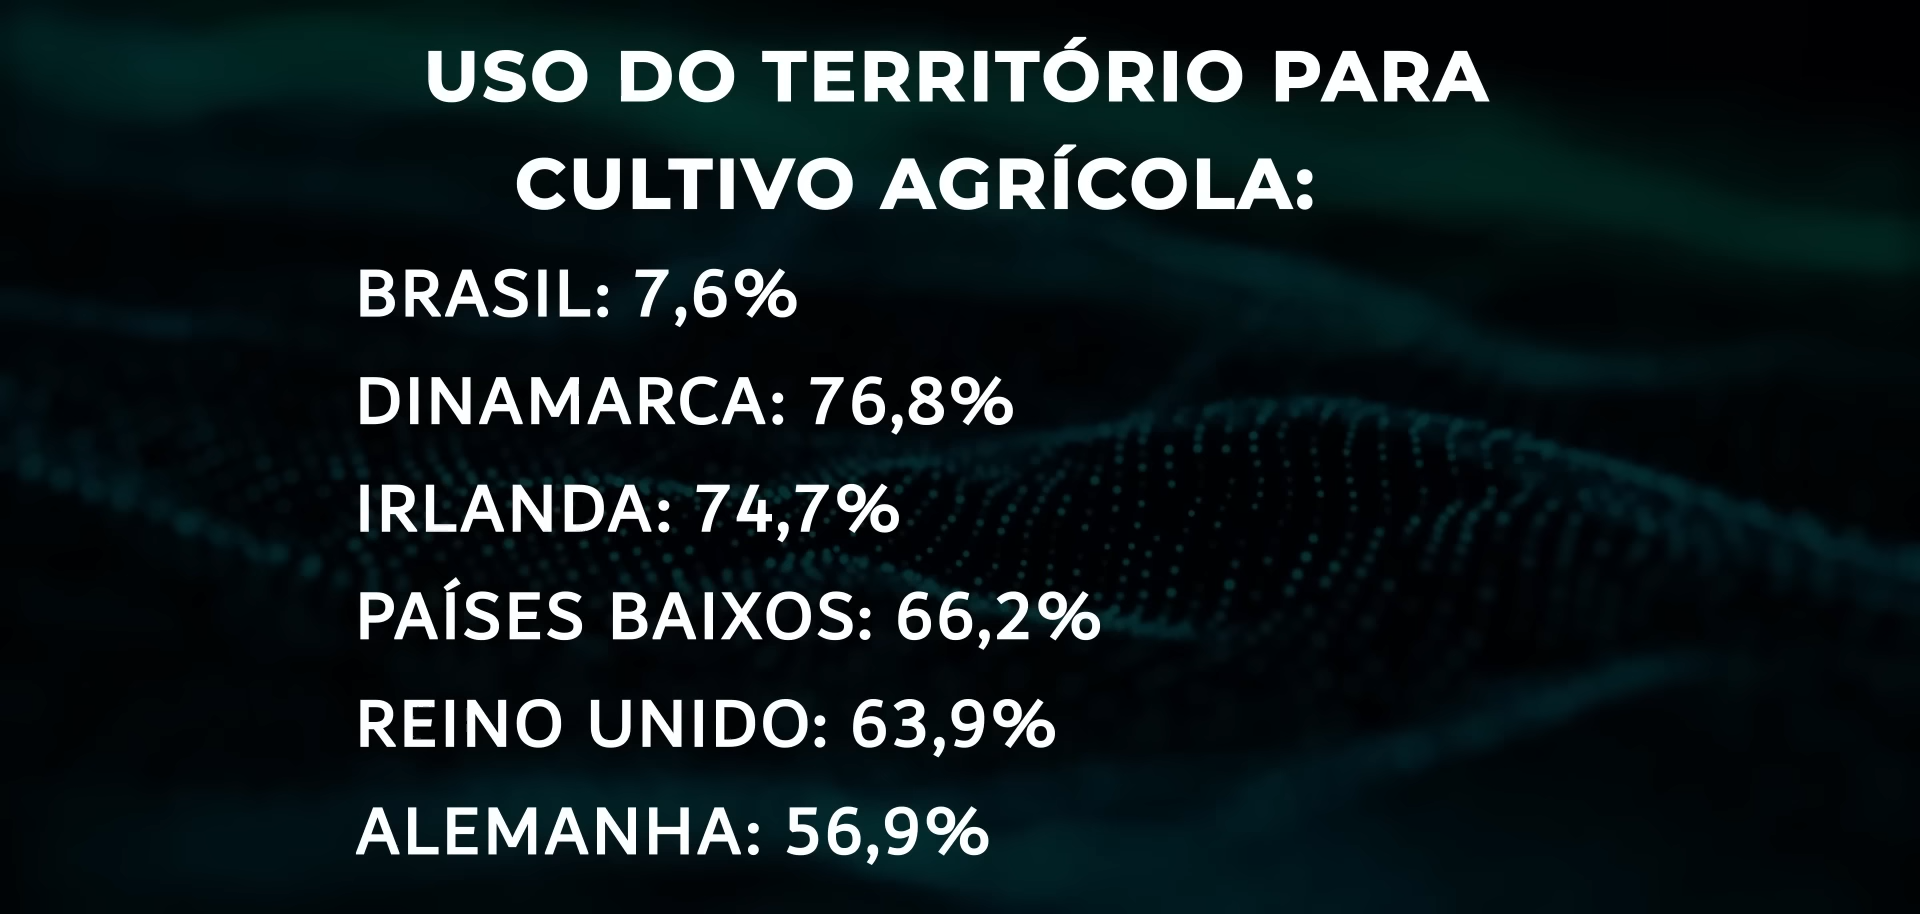 USO DO TERRITÓRIO PARA
CULTIVO AGRÍCOLA:
BRASIL: 7,6%
DINAMARCA: 76,8%
IRLANDA: 74,7%
PAÍSES BAIXOS: 66,2%
REINO UNIDO: 63,9%
ALEMANHA: 56,9%